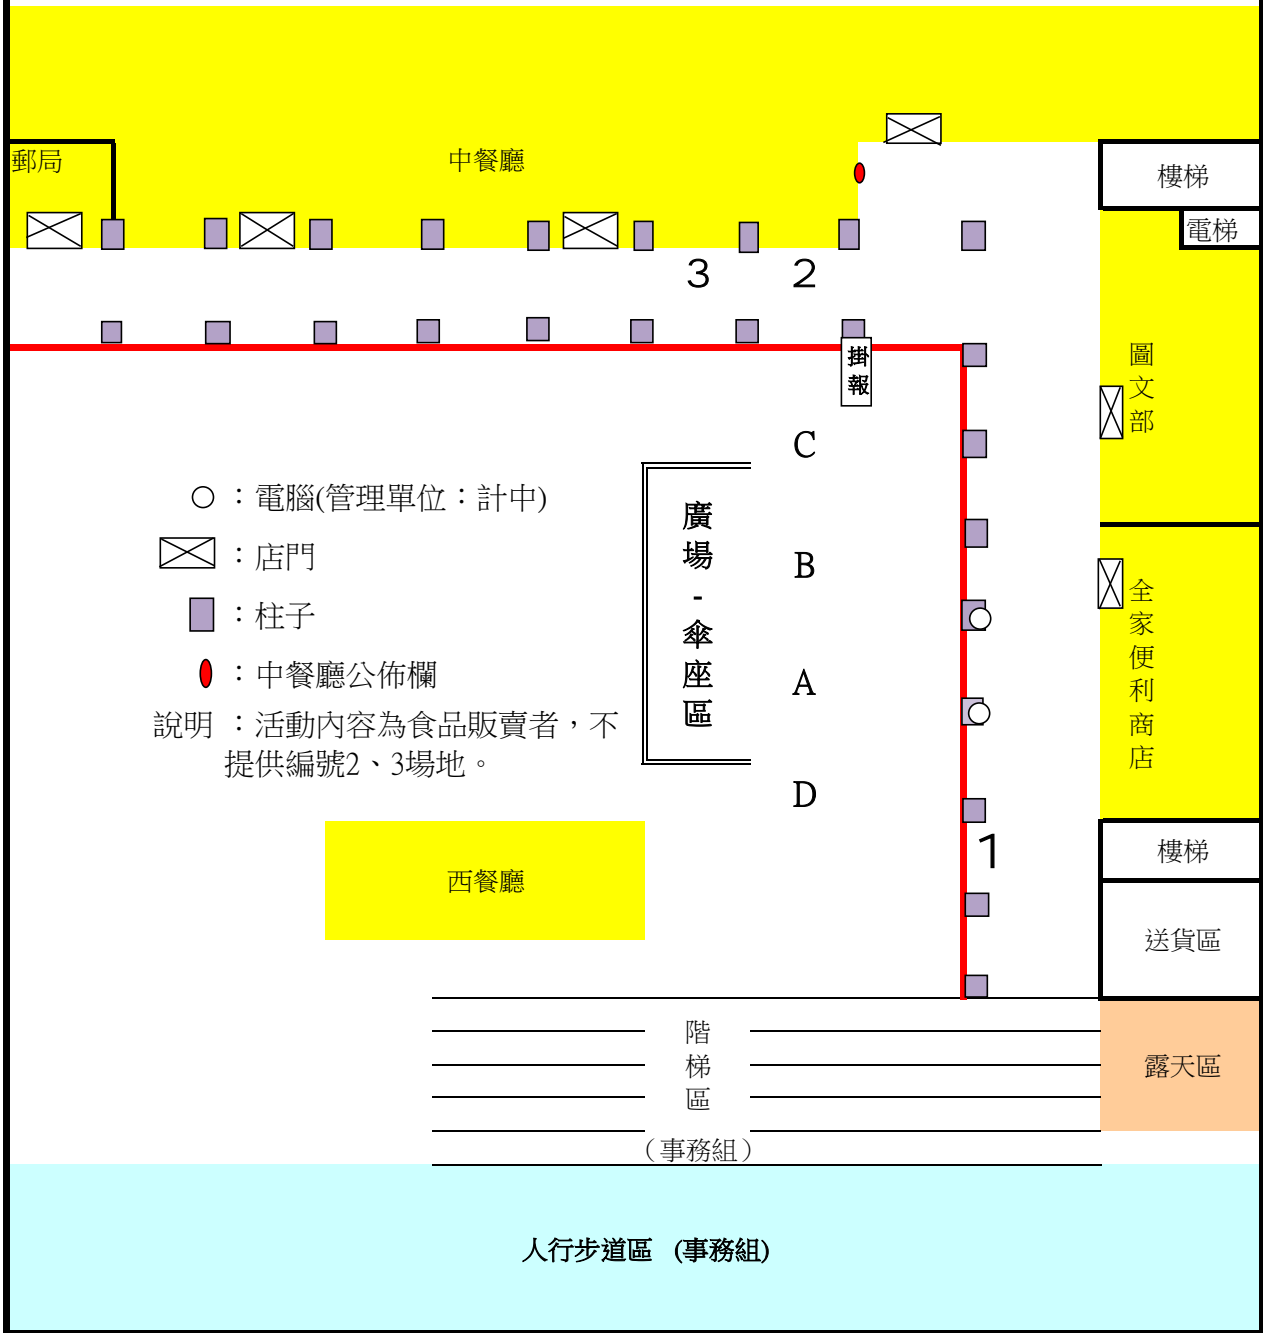 郵局
中餐廳
樓梯
電梯
3
2
掛報
圖文部
C
：電腦(管理單位：計中)
廣場-傘座區
B
：店門
全家便利商店
：柱子
：中餐廳公佈欄
A
說明 ：活動內容為食品販賣者，不
提供編號2、3場地。
D
1
樓梯
西餐廳
送貨區
階梯區
露天區
（事務組）
人行步道區 (事務組)